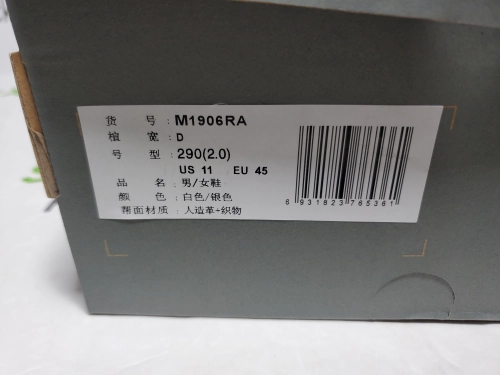 货 号 : M1906RA
楦 宽 : D
号 型 : 290(2.0)
US 11 EU 45
品 名 : 男/女鞋
颜 色 : 白色/银色
帮面材质 : 人造革+织物
6 931823 765361